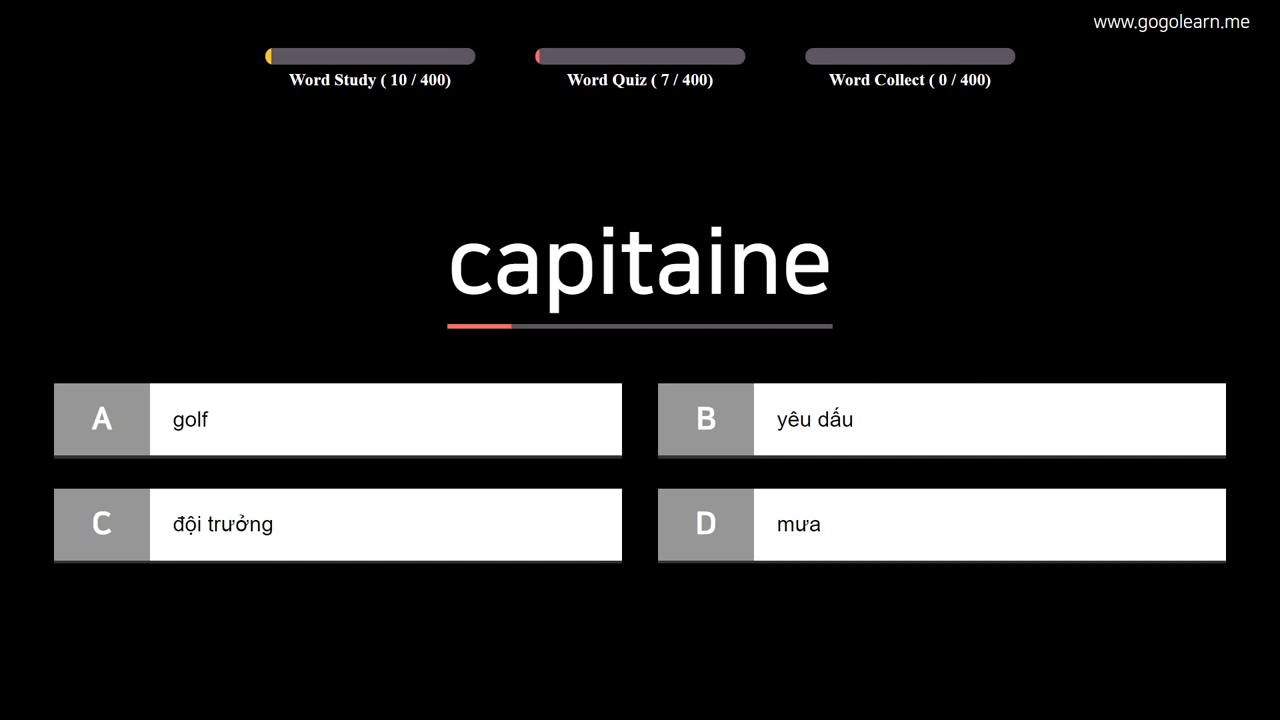 www.gogolearn.me
Word Study ( 10 / 400)
Word Quiz ( 7 / 400)
Word Collect ( 0 / 400)
capitaine
A golf
B yêu dấu
C đội trưởng
D mưa